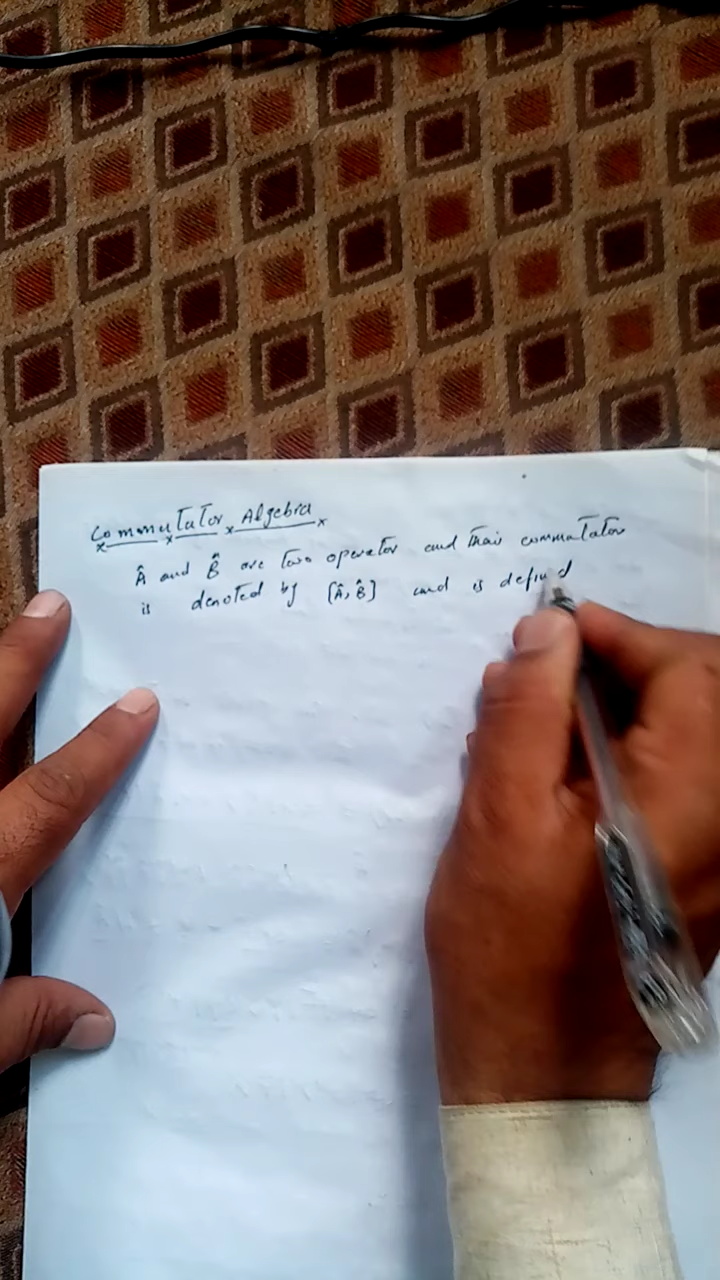 Commutator Algebra
Â and B̂ are two operator and their commutator
is denoted by [Â, B̂] and is defined